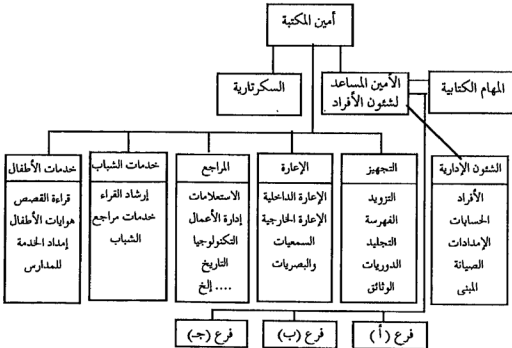 أمين المكتبة
المهام الكتابية
الأمين المساعد
لشئون الأفراد
السكرتارية
الشئون الإدارية
الأفراد
الحسابات
الإمدادات
الصيانة
المبنى
التجهيز
التزويد
الفهرسة
التجليد
الدوريات
الوثائق
الإعارة
الإعارة الداخلية
الإعارة الخارجية
السمعيات
والبصريات
المراجع
الاستعلامات
إدارة الأعمال
التكنولوجيا
التاريخ
.... إلخ
خدمات الشباب
إرشاد القراء
خدمات مراجع
الشباب
خدمات الأطفال
قراءة القصص
هوايات الأطفال
إمداد الخدمة
للمدارس
فرع (أ)
فرع (ب)
فرع (جـ)